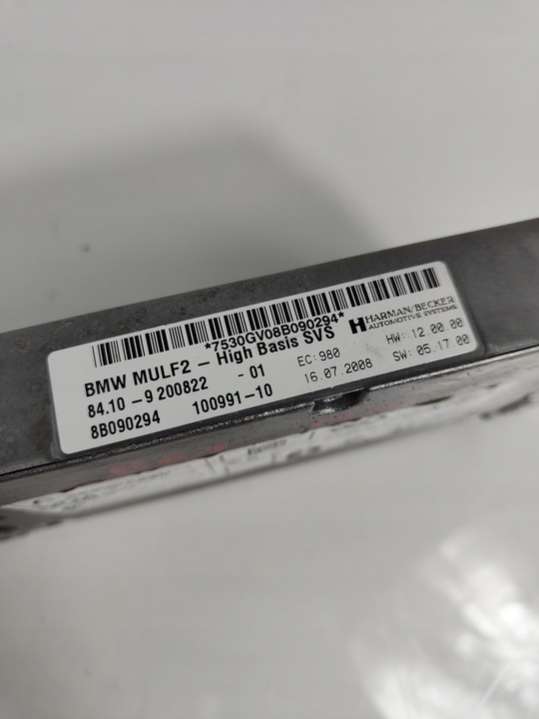 *7530GV08B090294*
HARMAN/BECKER
AUTOMOTIVE SYSTEMS
BMW MULF2 - High Basis SVS
84.10 - 9 200822 - 01
EC: 980
HW: 12.00.00
8B090294 100991-10
16.07.2008
SW: 05.17.00